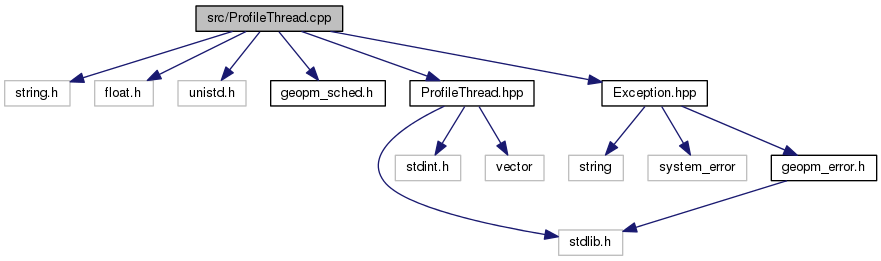 src/ProfileThread.cpp
string.h
float.h
unistd.h
geopm_sched.h
ProfileThread.hpp
Exception.hpp
stdint.h
vector
string
system_error
geopm_error.h
stdlib.h